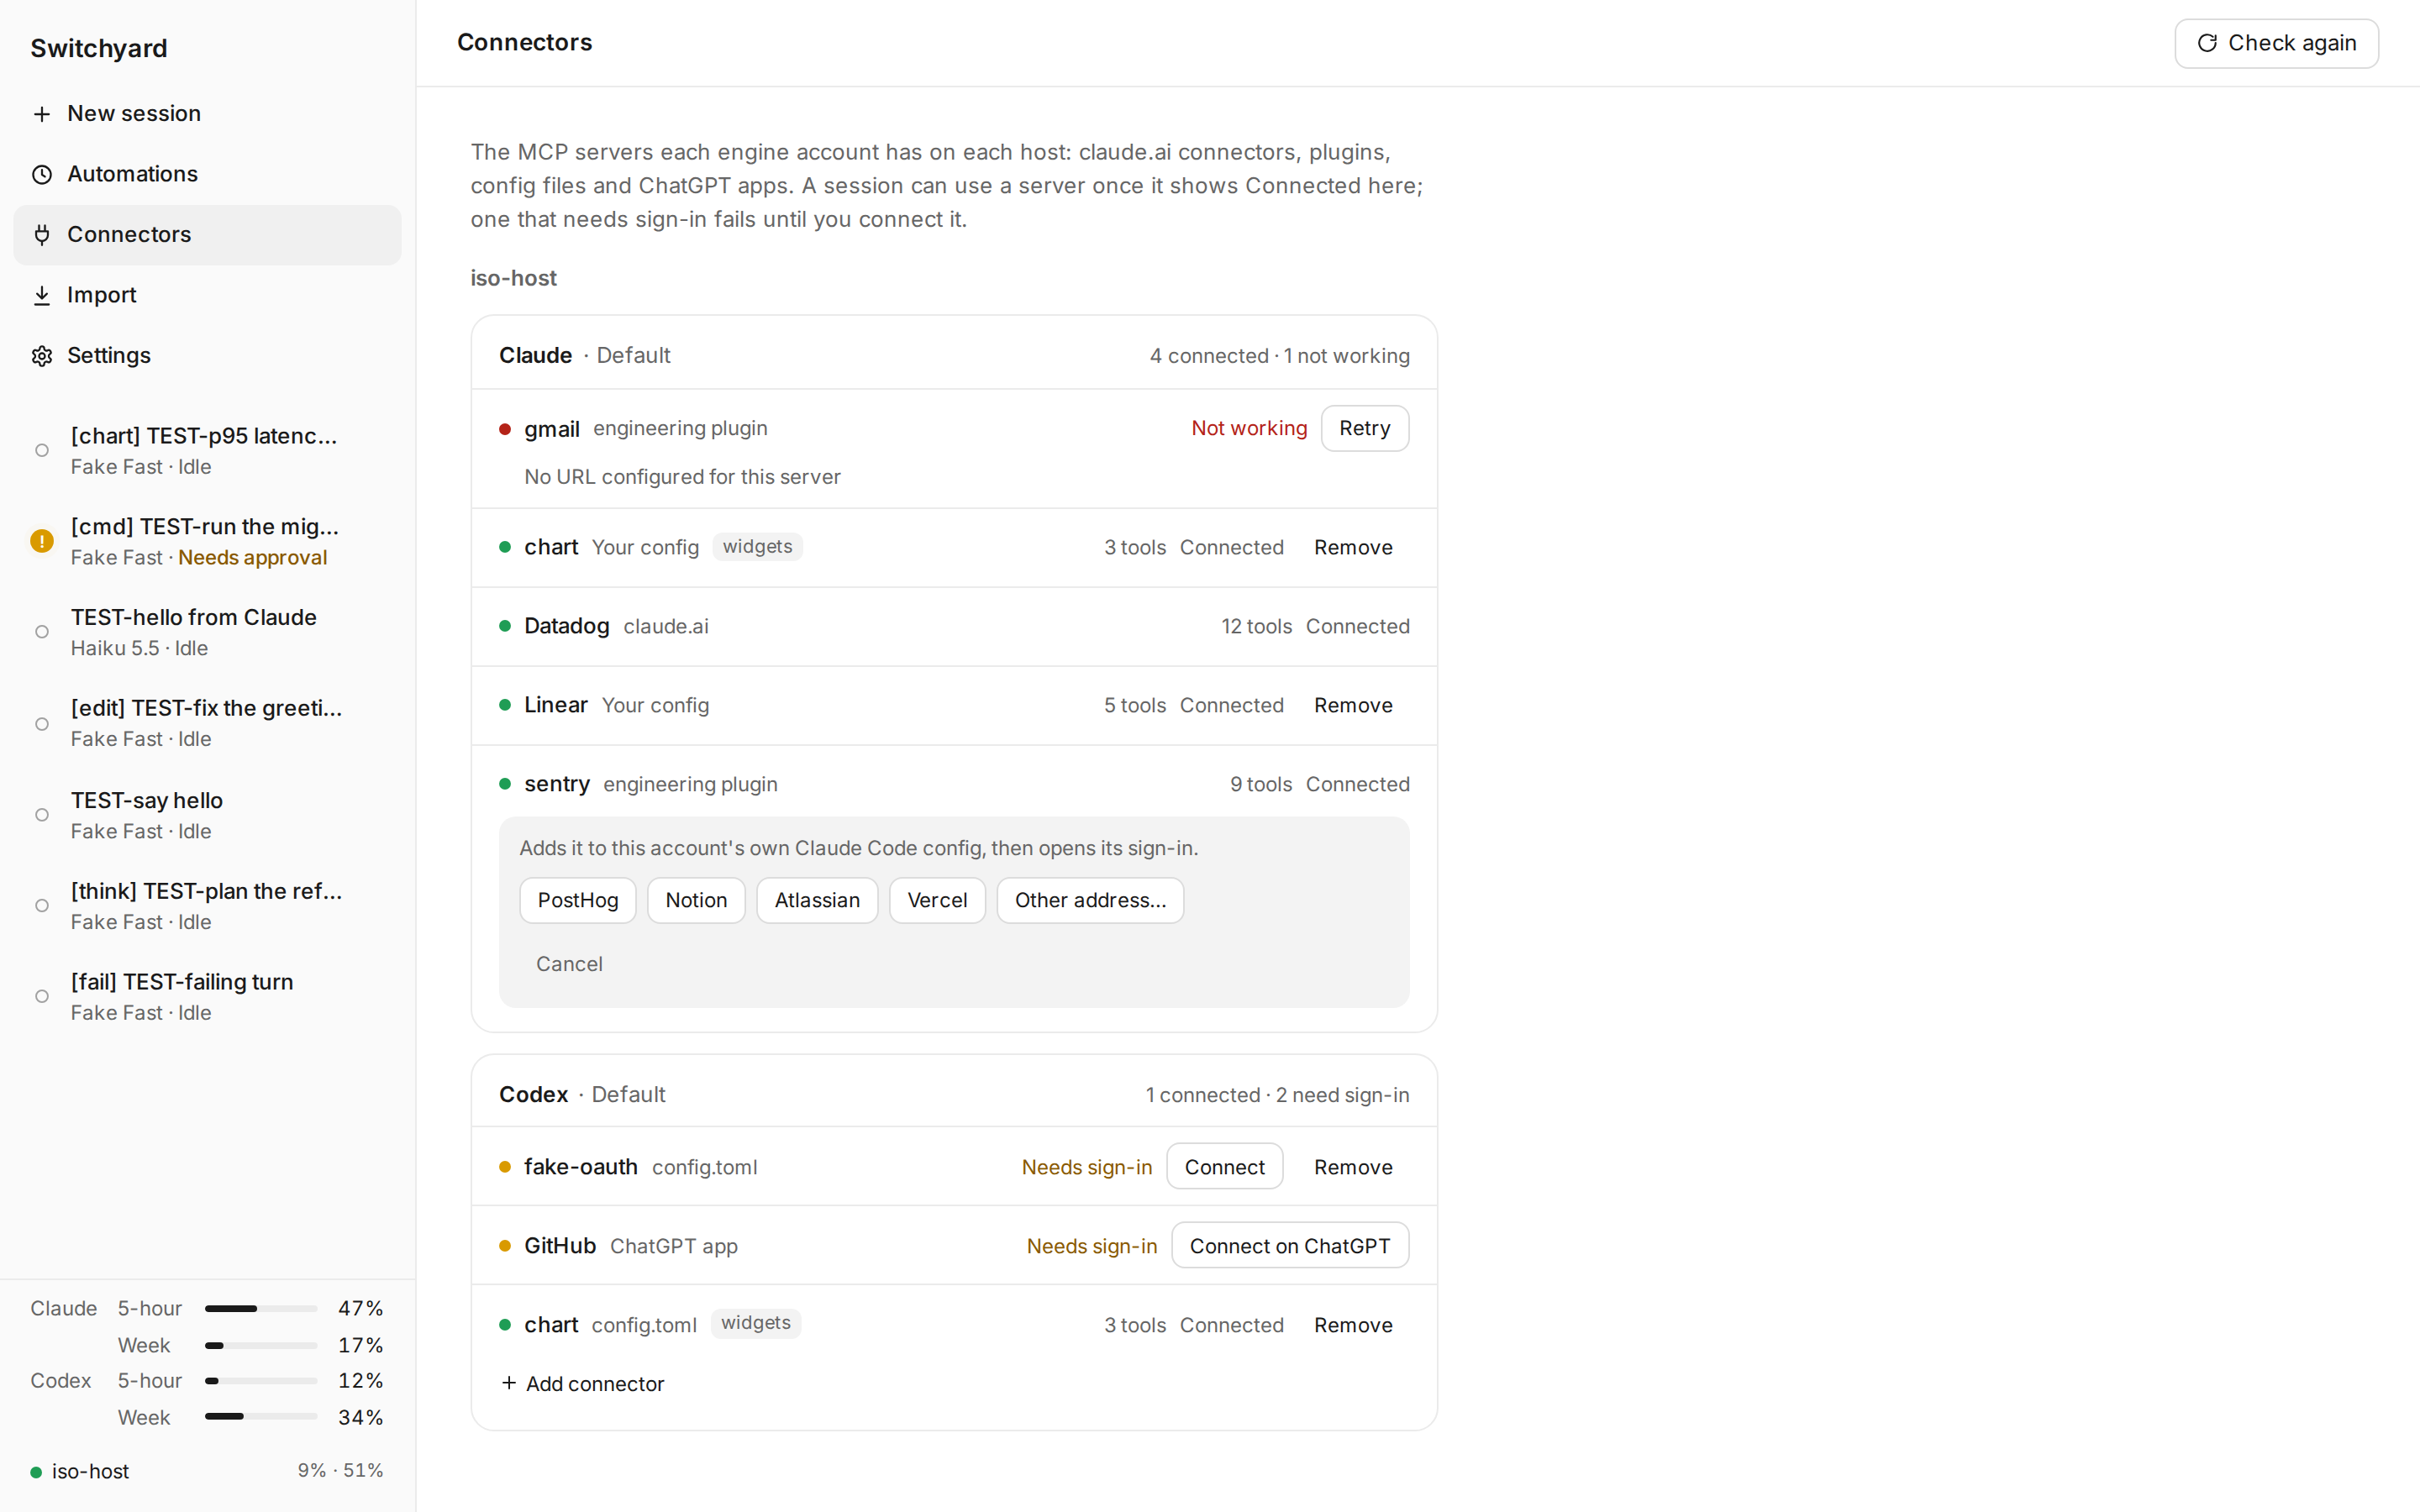 Switchyard
New session
Automations
Connectors
Import
Settings
[chart] TEST-p95 latenc...
Fake Fast · Idle
[cmd] TEST-run the mig...
Fake Fast · Needs approval
TEST-hello from Claude
Haiku 5.5 · Idle
[edit] TEST-fix the greeti...
Fake Fast · Idle
TEST-say hello
Fake Fast · Idle
[think] TEST-plan the ref...
Fake Fast · Idle
[fail] TEST-failing turn
Fake Fast · Idle
Claude 5-hour 47%
Week 17%
Codex 5-hour 12%
Week 34%
iso-host 9% · 51%
Connectors
Check again
The MCP servers each engine account has on each host: claude.ai connectors, plugins,
config files and ChatGPT apps. A session can use a server once it shows Connected here;
one that needs sign-in fails until you connect it.
iso-host
Claude · Default 4 connected · 1 not working
gmail engineering plugin Not working Retry
No URL configured for this server
chart Your config widgets 3 tools Connected Remove
Datadog claude.ai 12 tools Connected
Linear Your config 5 tools Connected Remove
sentry engineering plugin 9 tools Connected
Adds it to this account's own Claude Code config, then opens its sign-in.
PostHog Notion Atlassian Vercel Other address...
Cancel
Codex · Default 1 connected · 2 need sign-in
fake-oauth config.toml Needs sign-in Connect Remove
GitHub ChatGPT app Needs sign-in Connect on ChatGPT
chart config.toml widgets 3 tools Connected Remove
+ Add connector